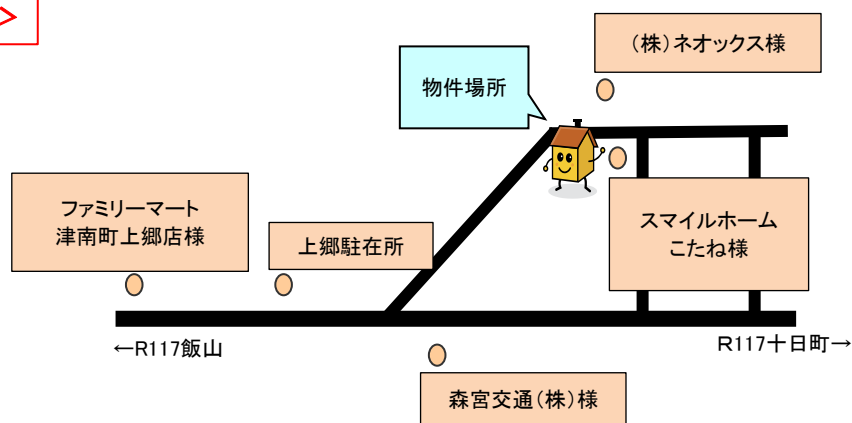 ＞
(株)ネオックス様
物件場所
ファミリーマート
津南町上郷店様
上郷駐在所
スマイルホーム
こたね様
←R117飯山
R117十日町→
森宮交通(株)様